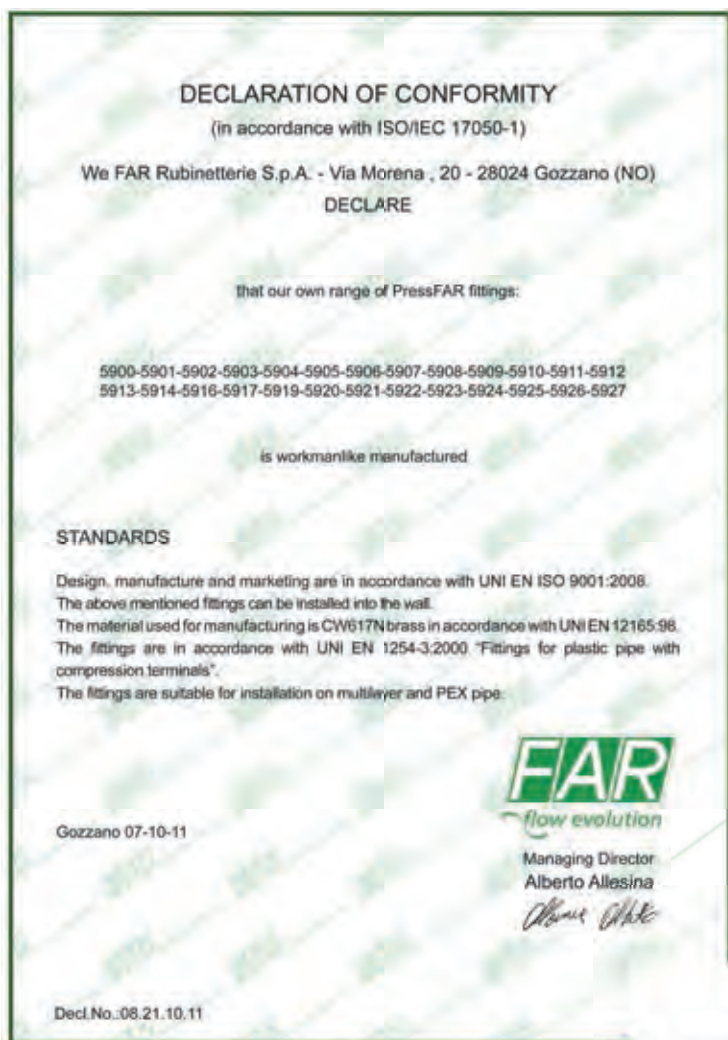 DECLARATION OF CONFORMITY
(in accordance with ISO/IEC 17050-1)
We FAR Rubinetterie S.p.A. - Via Morena , 20 - 28024 Gozzano (NO)
DECLARE
that our own range of PressFAR fittings:
5900-5901-5902-5903-5904-5905-5906-5907-5908-5909-5910-5911-5912
5913-5914-5916-5917-5919-5920-5921-5922-5923-5924-5925-5926-5927
is workmanlike manufactured
STANDARDS
Design, manufacture and marketing are in accordance with UNI EN ISO 9001:2008.
The above mentioned fittings can be installed into the wall.
The material used for manufacturing is CW617N brass in accordance with UNI EN 12165:98.
The fittings are in accordance with UNI EN 1254-3:2000 "Fittings for plastic pipe with
compression terminals".
The fittings are suitable for installation on multilayer and PEX pipe.
FAR
flow evolution
Gozzano 07-10-11
Managing Director
Alberto Allesina
Decl.No.:08.21.10.11